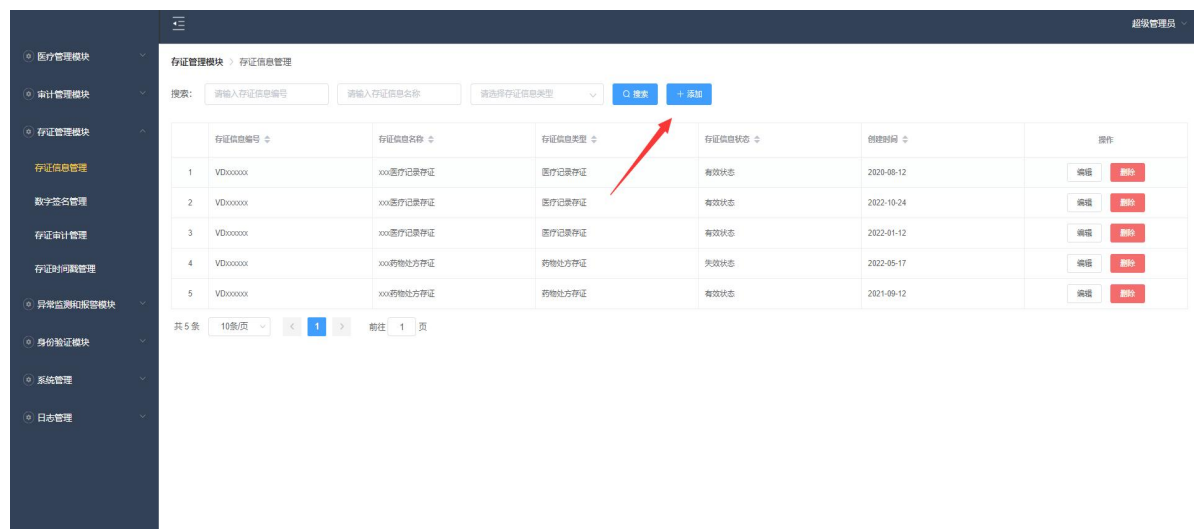 超级管理员
医疗管理模块
审计管理模块
存证管理模块
存证信息管理
数字签名管理
存证审计管理
存证时间戳管理
异常监测和报警模块
身份验证模块
系统管理
日志管理
存证管理模块 > 存证信息管理
搜索: 请输入存证信息编号 请输入存证信息名称 请选择存证信息类型 搜索 + 添加
存证信息编号 存证信息名称 存证信息类型 存证信息状态 创建时间 操作
1 VDxxxxxx xxx医疗记录存证 医疗记录存证 有效状态 2020-08-12 编辑 删除
2 VDxxxxxx xxx医疗记录存证 医疗记录存证 有效状态 2022-10-24 编辑 删除
3 VDxxxxxx xxx医疗记录存证 医疗记录存证 有效状态 2022-01-12 编辑 删除
4 VDxxxxxx xxx药物处方存证 药物处方存证 失效状态 2022-05-17 编辑 删除
5 VDxxxxxx xxx药物处方存证 药物处方存证 有效状态 2021-09-12 编辑 删除
共 5 条 10条/页 < 1 > 前往 1 页